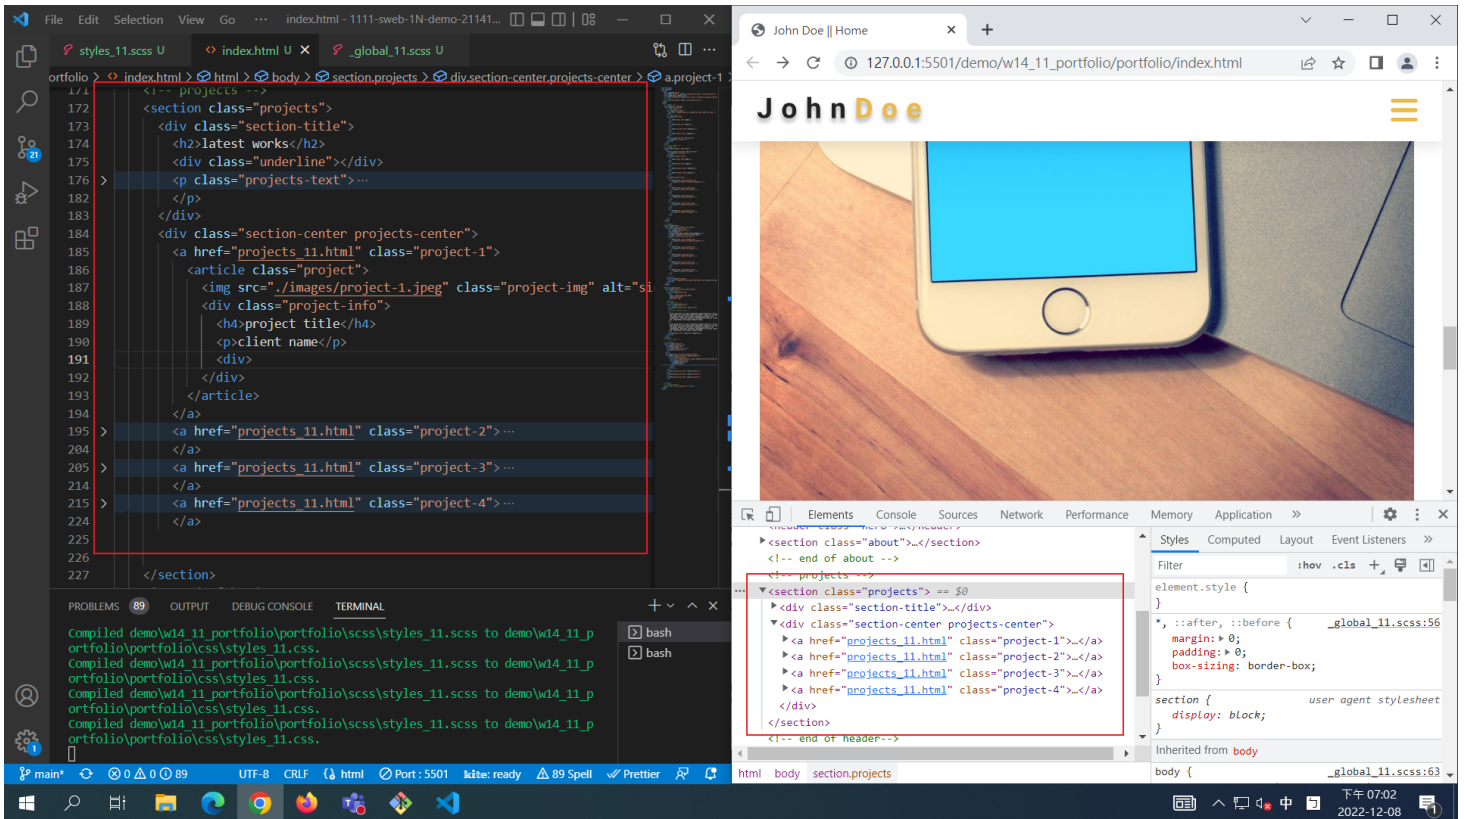 File Edit Selection View Go ··· index.html - 1111-sweb-1N-demo-21141...
styles_11.scss U index.html U _global_11.scss U
ortfolio > index.html > html > body > section.projects > div.section-center.projects-center > a.project-1
171 <!-- projects -->
172 <section class="projects">
173 <div class="section-title">
174 <h2>latest works</h2>
175 <div class="underline"></div>
176 <p class="projects-text">···
182 </p>
183 </div>
184 <div class="section-center projects-center">
185 <a href="projects_11.html" class="project-1">
186 <article class="project">
187 <img src="./images/project-1.jpeg" class="project-img" alt="si
188 <div class="project-info">
189 <h4>project title</h4>
190 <p>client name</p>
191 <div>
192 </div>
193 </article>
194 </a>
195 <a href="projects_11.html" class="project-2">···
204 </a>
205 <a href="projects_11.html" class="project-3">···
214 </a>
215 <a href="projects_11.html" class="project-4">···
224 </a>
225
226
227 </section>
PROBLEMS 89 OUTPUT DEBUG CONSOLE TERMINAL
Compiled demo\w14_11_portfolio\portfolio\scss\styles_11.scss to demo\w14_11_p
ortfolio\portfolio\css\styles_11.css.
Compiled demo\w14_11_portfolio\portfolio\scss\styles_11.scss to demo\w14_11_p
ortfolio\portfolio\css\styles_11.css.
Compiled demo\w14_11_portfolio\portfolio\scss\styles_11.scss to demo\w14_11_p
ortfolio\portfolio\css\styles_11.css.
Compiled demo\w14_11_portfolio\portfolio\scss\styles_11.scss to demo\w14_11_p
ortfolio\portfolio\css\styles_11.css.
bash
bash
21
1
main* 0 0 89 UTF-8 CRLF html Port : 5501 kite: ready 89 Spell Prettier
John Doe || Home
127.0.0.1:5501/demo/w14_11_portfolio/portfolio/index.html
JohnDoe
Elements Console Sources Network Performance Memory Application »
<header class="hero">…</header>
<section class="about">…</section>
<!-- end of about -->
<!-- projects -->
<section class="projects"> == $0
<div class="section-title">…</div>
<div class="section-center projects-center">
<a href="projects_11.html" class="project-1">…</a>
<a href="projects_11.html" class="project-2">…</a>
<a href="projects_11.html" class="project-3">…</a>
<a href="projects_11.html" class="project-4">…</a>
</div>
</section>
<!-- end of header-->
html body section.projects
Styles Computed Layout Event Listeners »
Filter :hov .cls +
element.style {
}
*, ::after, ::before { _global_11.scss:56
margin: 0;
padding: 0;
box-sizing: border-box;
}
section { user agent stylesheet
display: block;
}
Inherited from body
body { _global_11.scss:63
中 下午 07:02
2022-12-08
1